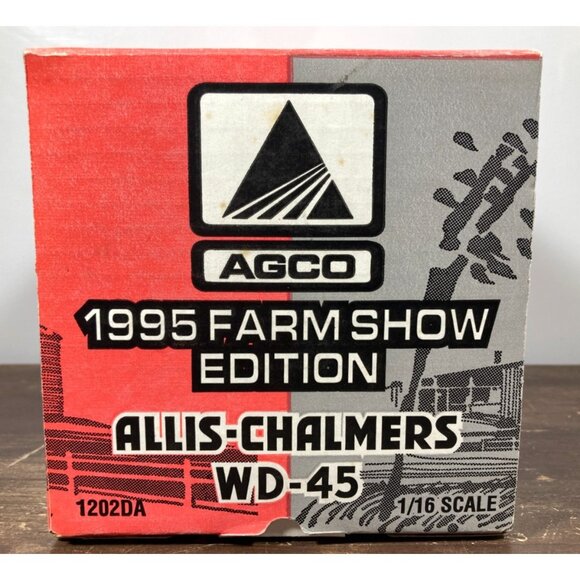 AGCO
1995 FARM SHOW
EDITION
ALLIS-CHALMERS
WD-45
1202DA
1/16 SCALE